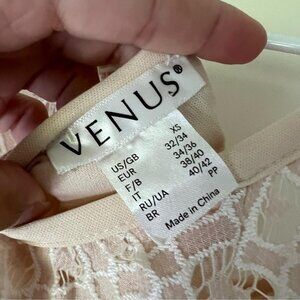 VENUS®
US/GB XS
EUR 32/34
F/B 34/36
IT 38/40
RU/UA 40/42
BR PP
Made in China